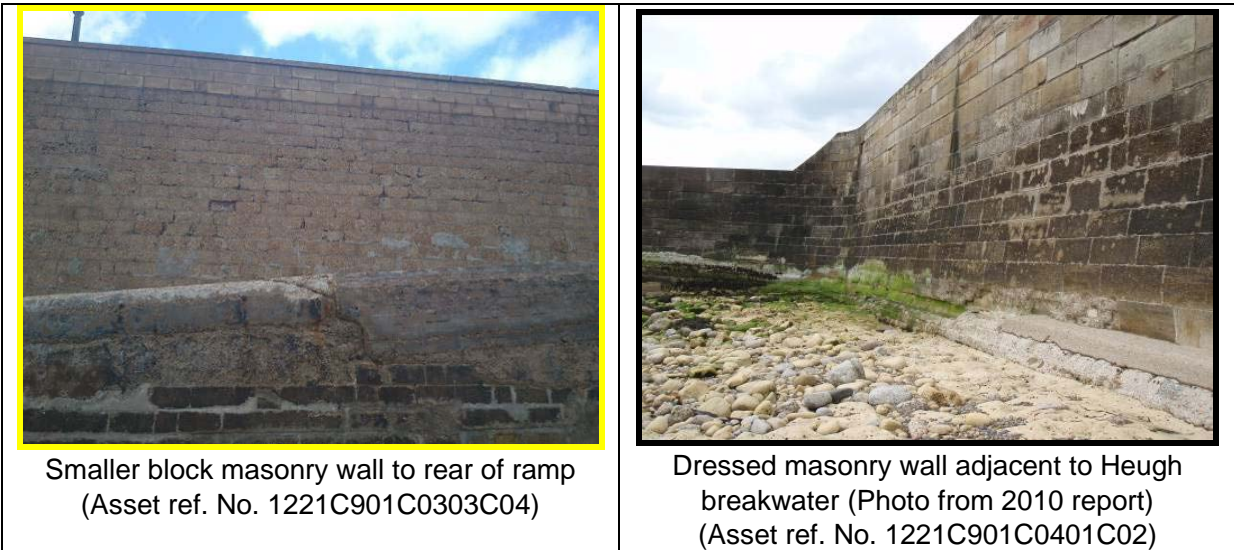 Smaller block masonry wall to rear of ramp
(Asset ref. No. 1221C901C0303C04)
Dressed masonry wall adjacent to Heugh
breakwater (Photo from 2010 report)
(Asset ref. No. 1221C901C0401C02)